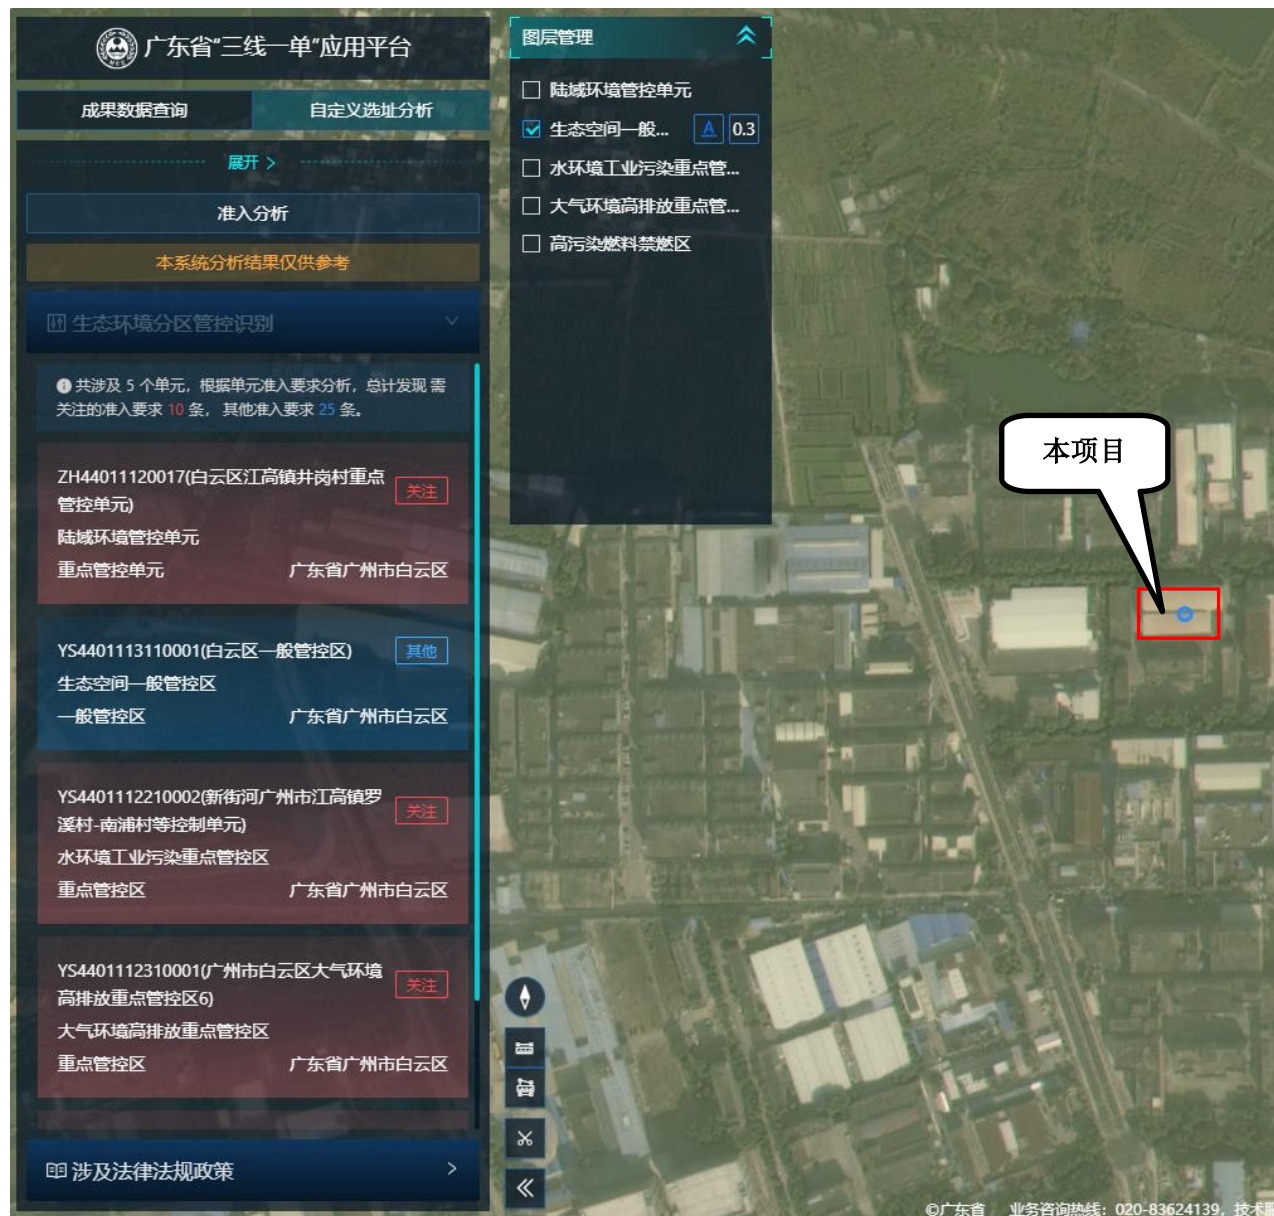 广东省“三线一单”应用平台
成果数据查询
自定义选址分析
展开 >
准入分析
本系统分析结果仅供参考
生态环境分区管控识别
共涉及 5 个单元，根据单元准入要求分析，总计发现 需
关注的准入要求 10 条， 其他准入要求 25 条。
ZH44011120017(白云区江高镇井岗村重点
管控单元)
关注
陆域环境管控单元
重点管控单元
广东省广州市白云区
YS4401113110001(白云区一般管控区)
其他
生态空间一般管控区
一般管控区
广东省广州市白云区
YS4401112210002(新街河广州市江高镇罗
溪村-南浦村等控制单元)
关注
水环境工业污染重点管控区
重点管控区
广东省广州市白云区
YS4401112310001(广州市白云区大气环境
高排放重点管控区6)
关注
大气环境高排放重点管控区
重点管控区
广东省广州市白云区
涉及法律法规政策
图层管理
陆域环境管控单元
生态空间一般...
A
0.3
水环境工业污染重点管...
大气环境高排放重点管...
高污染燃料禁燃区
本项目
©广东省 业务咨询热线：020-83624139，技术